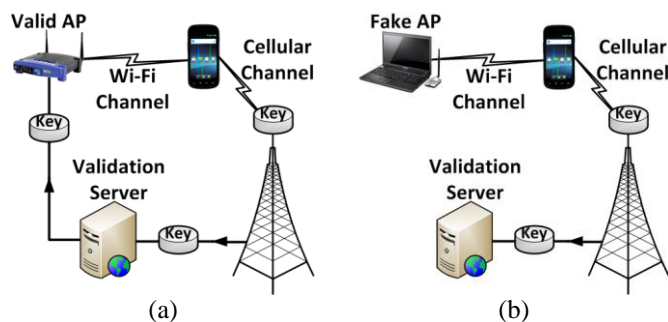 Valid AP
Wi-Fi
Channel
Cellular
Channel
Key
Key
Validation
Server
Key
(a)
Fake AP
Wi-Fi
Channel
Cellular
Channel
Key
Validation
Server
Key
(b)